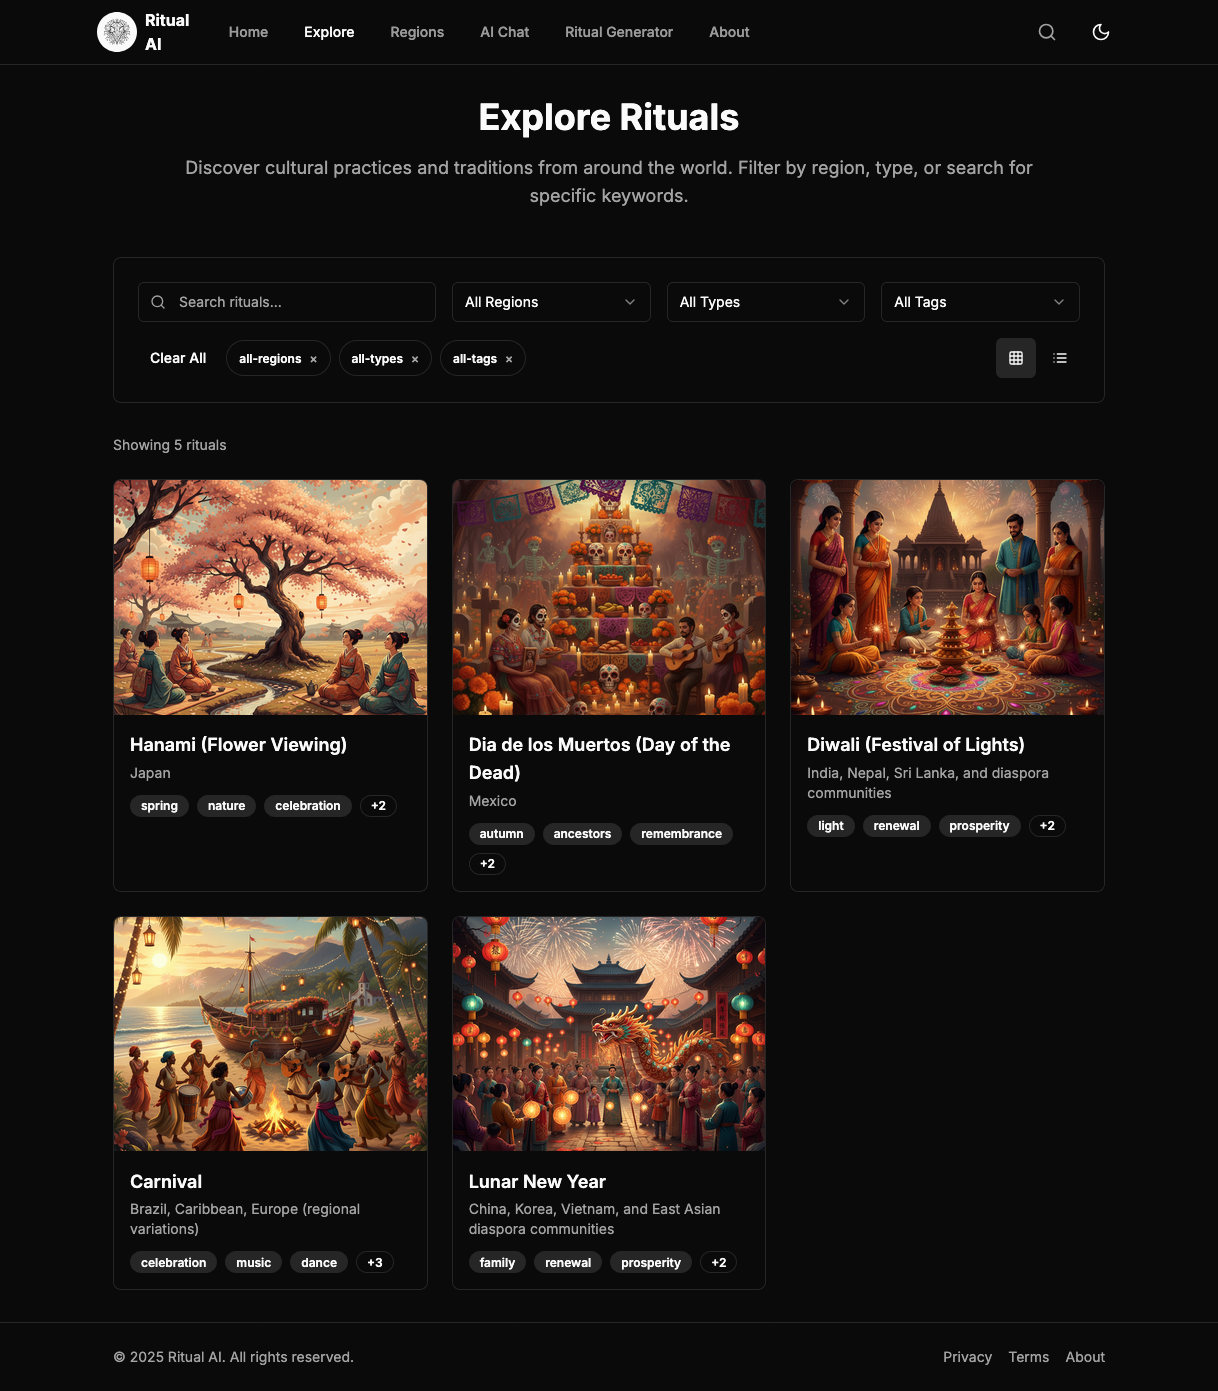 Ritual
AI
Home
Explore
Regions
AI Chat
Ritual Generator
About
Explore Rituals
Discover cultural practices and traditions from around the world. Filter by region, type, or search for
specific keywords.
Search rituals...
All Regions
All Types
All Tags
Clear All
all-regions ×
all-types ×
all-tags ×
Showing 5 rituals
Hanami (Flower Viewing)
Japan
spring
nature
celebration
+2
Dia de los Muertos (Day of the
Dead)
Mexico
autumn
ancestors
remembrance
+2
Diwali (Festival of Lights)
India, Nepal, Sri Lanka, and diaspora
communities
light
renewal
prosperity
+2
Carnival
Brazil, Caribbean, Europe (regional
variations)
celebration
music
dance
+3
Lunar New Year
China, Korea, Vietnam, and East Asian
diaspora communities
family
renewal
prosperity
+2
© 2025 Ritual AI. All rights reserved.
Privacy
Terms
About